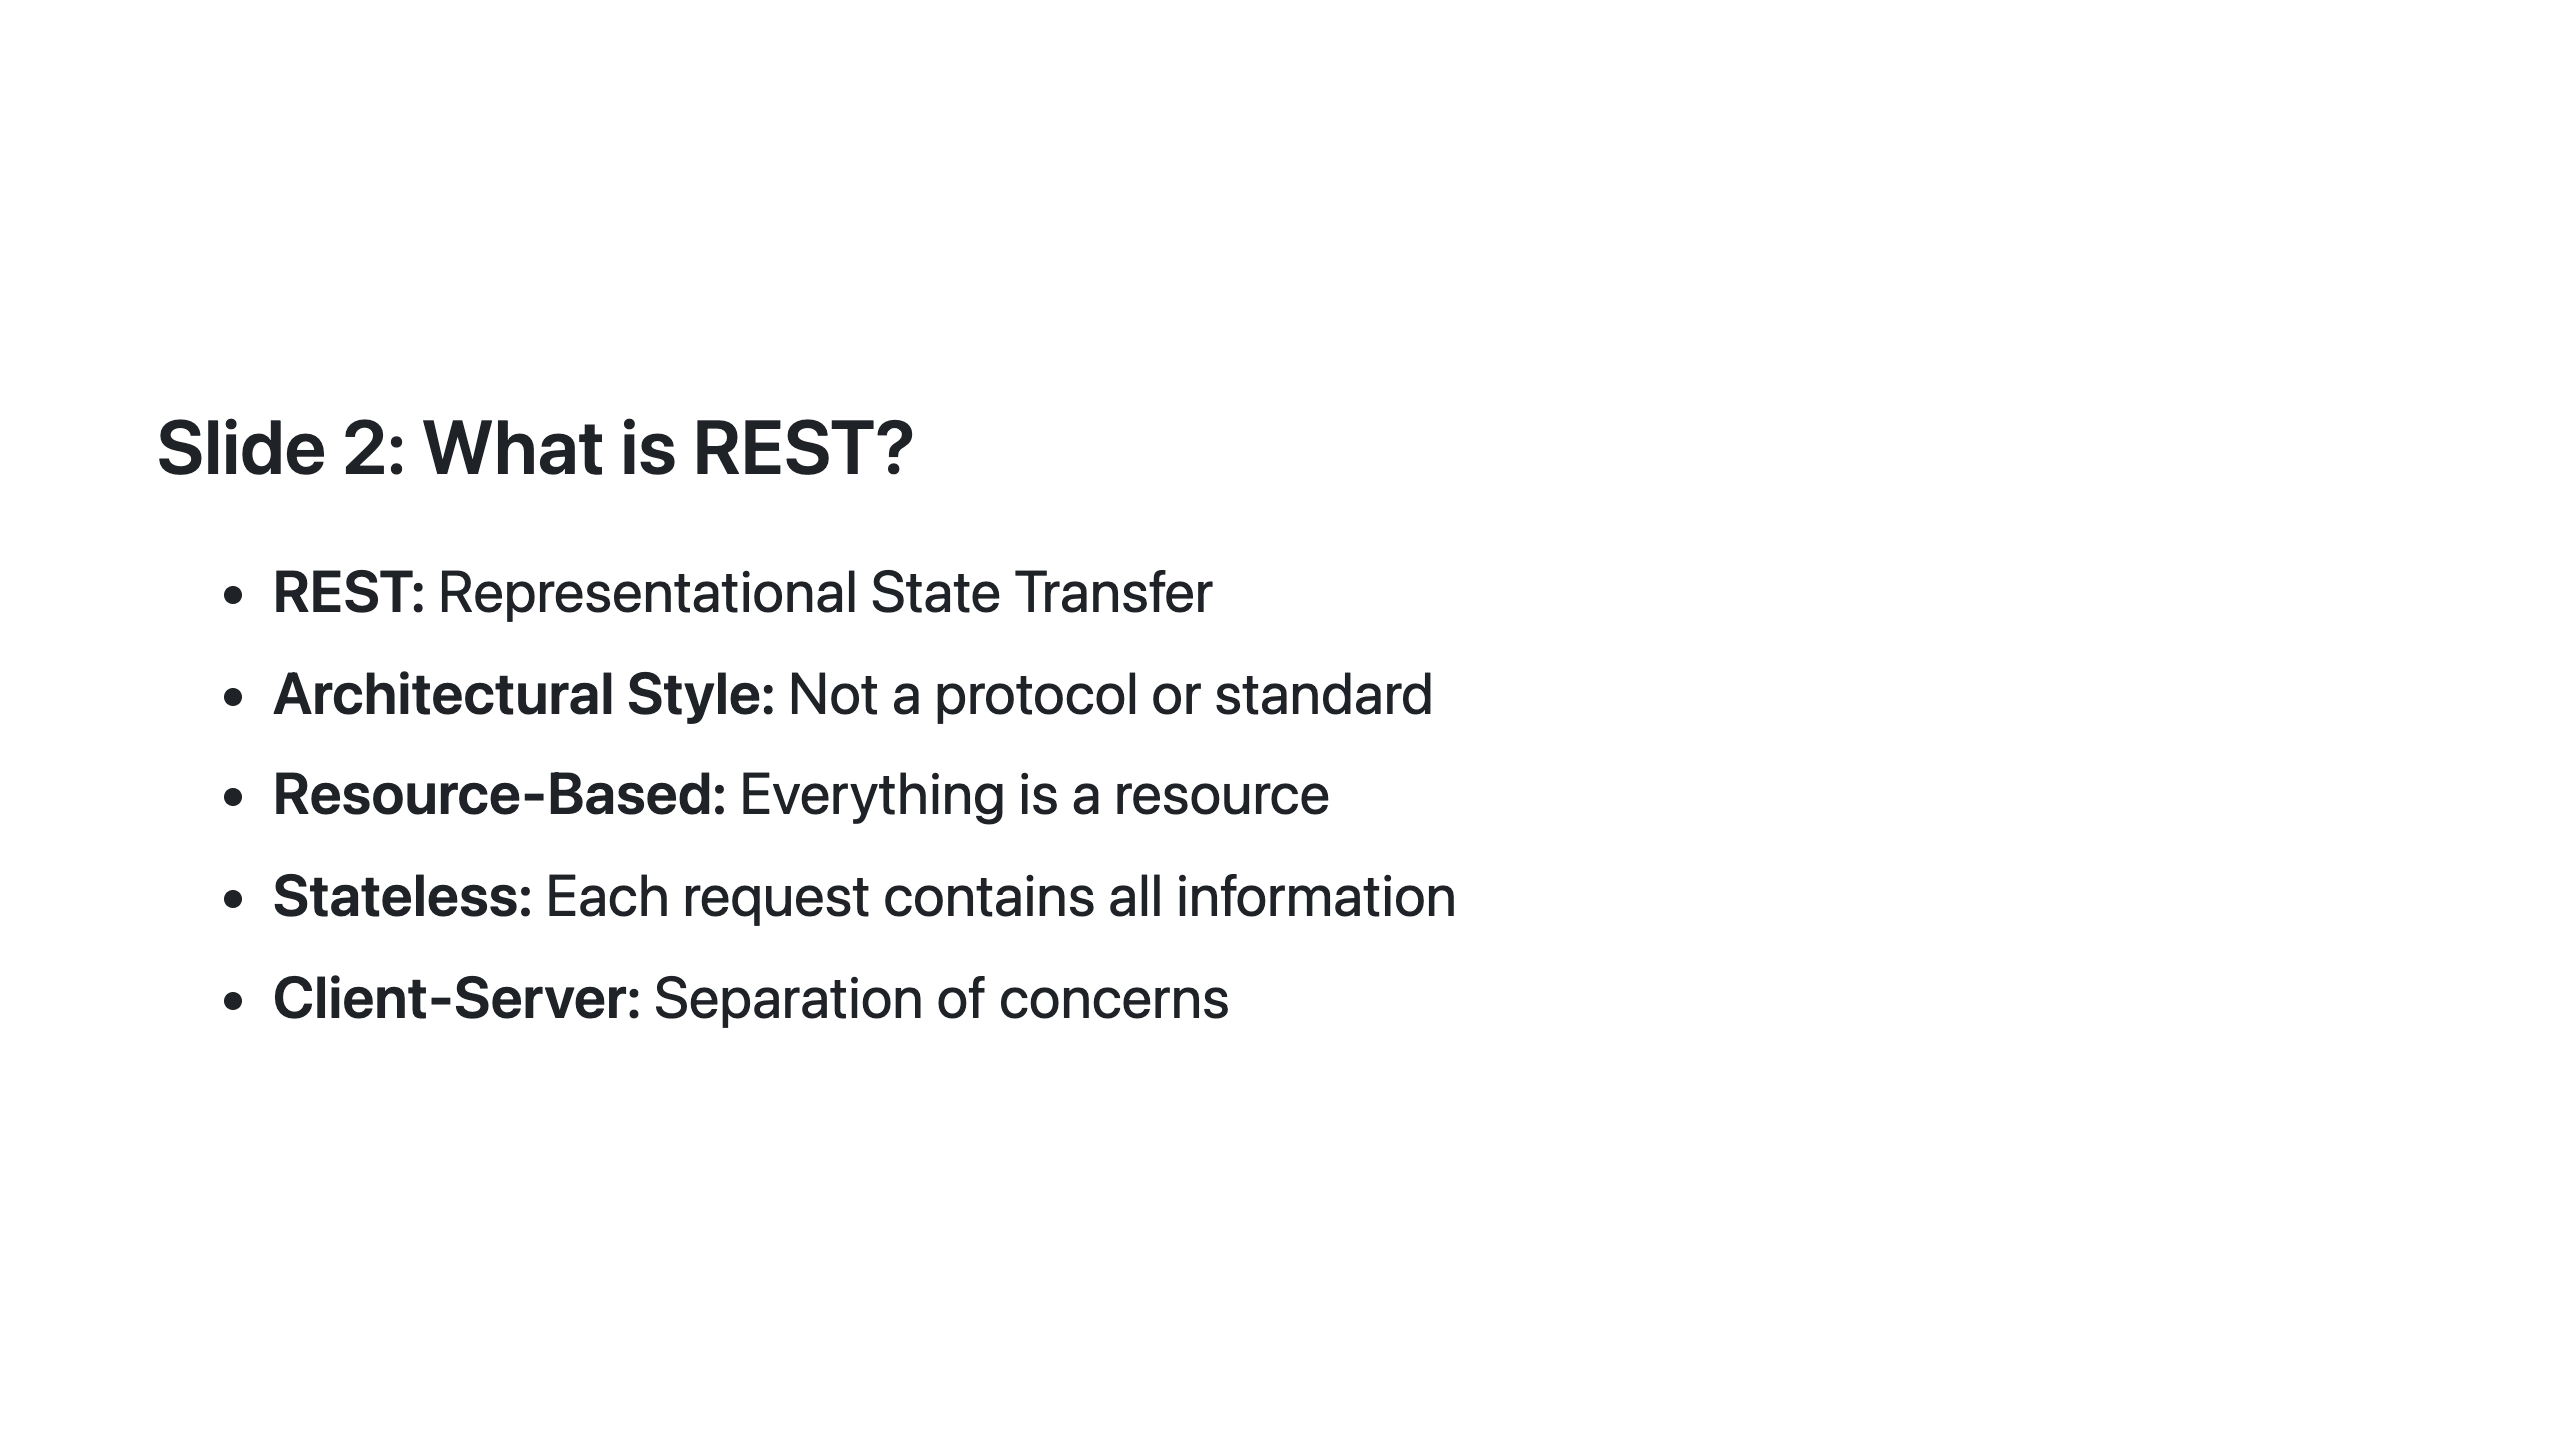 Slide 2: What is REST?
• REST: Representational State Transfer
• Architectural Style: Not a protocol or standard
• Resource-Based: Everything is a resource
• Stateless: Each request contains all information
• Client-Server: Separation of concerns